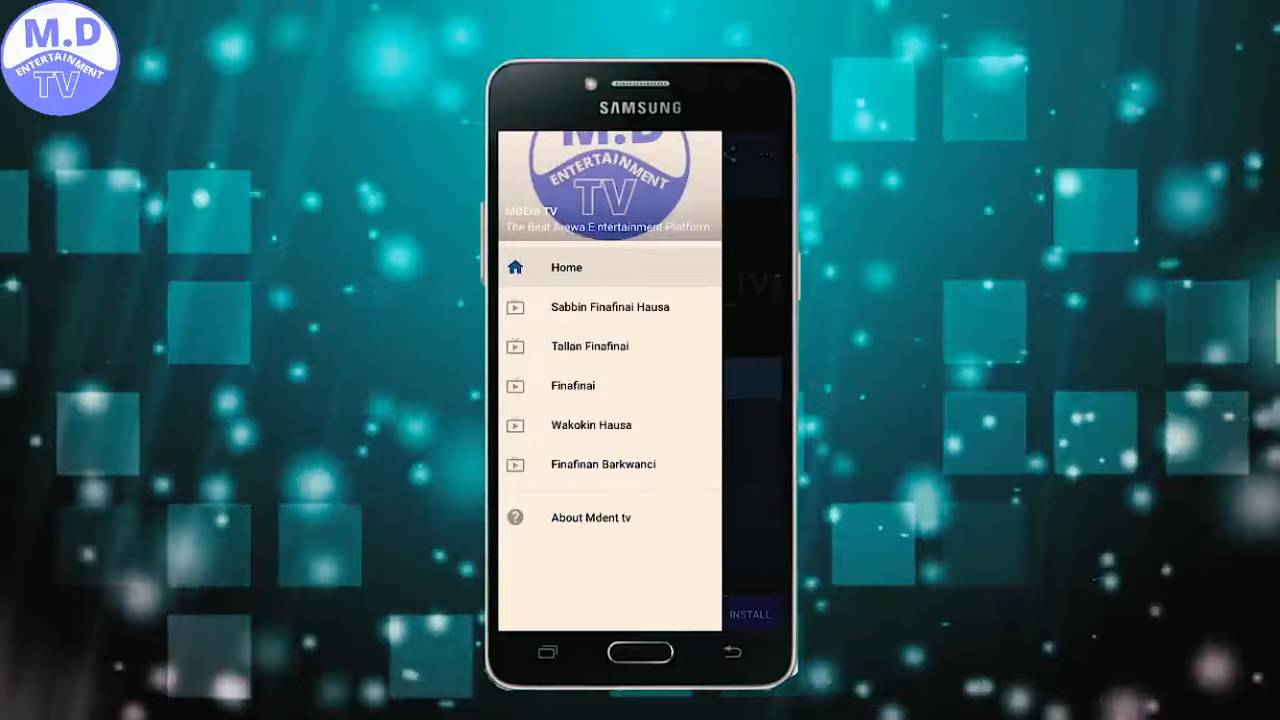 M.D
ENTERTAINMENT
TV
SAMSUNG
M.D
ENTERTAINMENT
TV
MDEnt TV
The Best Arewa Entertainment Platform
Home
Sabbin Finafinai Hausa
Tallan Finafinai
Finafinai
Wakokin Hausa
Finafinan Barkwanci
About Mdent tv
TV
INSTALL